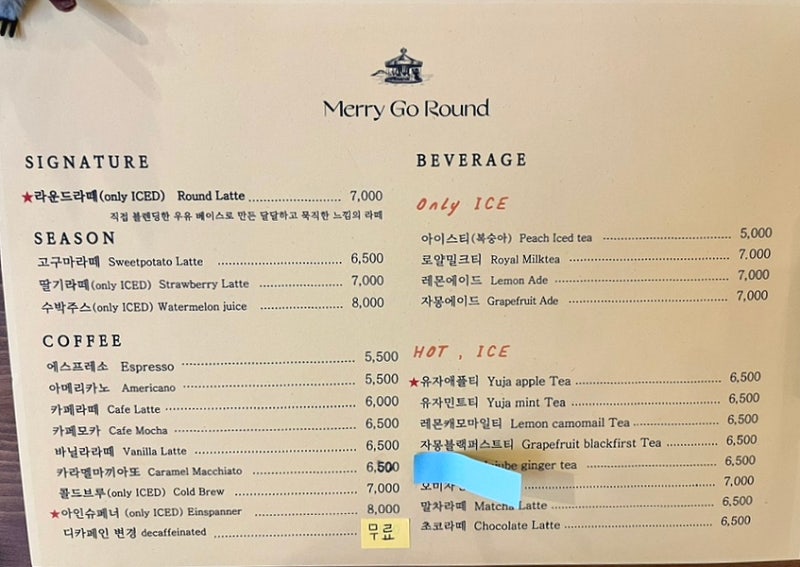 Merry Go Round
SIGNATURE
★라운드라떼(only ICED) Round Latte 7,000
직접 블렌딩한 우유 베이스로 만든 달달하고 묵직한 느낌의 라떼
SEASON
고구마라떼 Sweetpotato Latte 6,500
딸기라떼(only ICED) Strawberry Latte 7,000
수박주스(only ICED) Watermelon juice 8,000
COFFEE
에스프레소 Espresso 5,500
아메리카노 Americano 5,500
카페라떼 Cafe Latte 6,000
카페모카 Cafe Mocha 6,500
바닐라라떼 Vanilla Latte 6,500
카라멜마끼아또 Caramel Macchiato 6,500
콜드브루(only ICED) Cold Brew 7,000
★아인슈페너 (only ICED) Einspanner 8,000
디카페인 변경 decaffeinated 무료
BEVERAGE
Only ICE
아이스티(복숭아) Peach Iced tea 5,000
로얄밀크티 Royal Milktea 7.000
레몬에이드 Lemon Ade 7,000
자몽에이드 Grapefruit Ade 7,000
HOT , ICE
★유자애플티 Yuja apple Tea 6,500
유자민트티 Yuja mint Tea 6,500
레몬캐모마일티 Lemon camomail Tea 6,500
자몽블랙퍼스트티 Grapefruit blackfirst Tea 6,500
ginger tea 6,500
7,000
말차라떼 Matcha Latte 6,500
초코라떼 Chocolate Latte 6,500